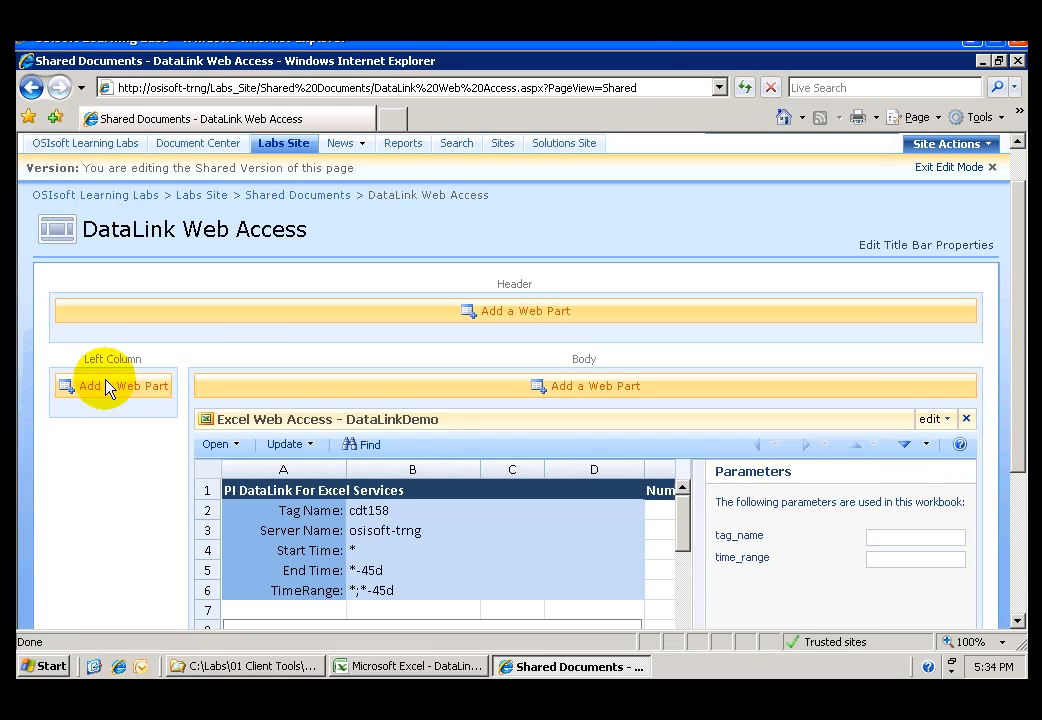 Shared Documents - DataLink Web Access - Windows Internet Explorer
http://osisoft-trng/Labs_Site/Shared%20Documents/DataLink%20Web%20Access.aspx?PageView=Shared
Live Search
Shared Documents - DataLink Web Access
Page
Tools
»
OSIsoft Learning Labs
Document Center
Labs Site
News
Reports
Search
Sites
Solutions Site
Site Actions
Version: You are editing the Shared Version of this page
Exit Edit Mode ×
OSIsoft Learning Labs > Labs Site > Shared Documents > DataLink Web Access
DataLink Web Access
Edit Title Bar Properties
Header
Add a Web Part
Left Column
Body
Add a Web Part
Add a Web Part
Excel Web Access - DataLinkDemo
edit
Open
Update
Find
A B C D
Parameters
1 PI DataLink For Excel Services Num
The following parameters are used in this workbook:
2 Tag Name: cdt158
3 Server Name: osisoft-trng
tag_name
4 Start Time: *
time_range
5 End Time: *-45d
6 TimeRange: *;*-45d
7
Done
Trusted sites
100%
Start
C:\Labs\01 Client Tools\...
Microsoft Excel - DataLin...
Shared Documents - ...
5:34 PM